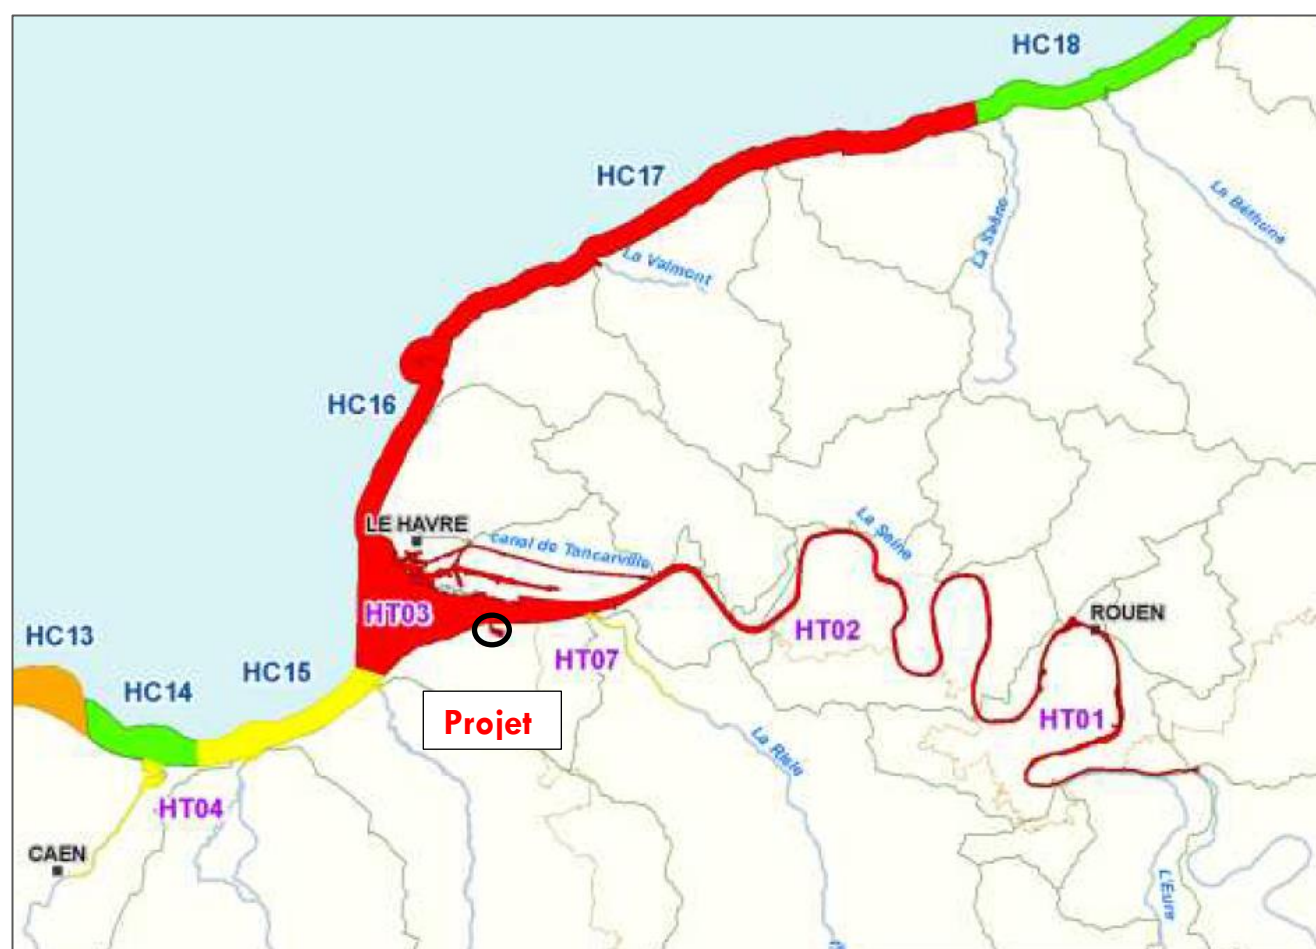 HC18
HC17
La Saâne
La Béthune
La Valmont
HC16
LE HAVRE
canal de Tancarville
La Seine
HT03
HT02
ROUEN
HC13
HC14
HC15
HT07
Projet
HT01
La Risle
HT04
CAEN
L'Eure